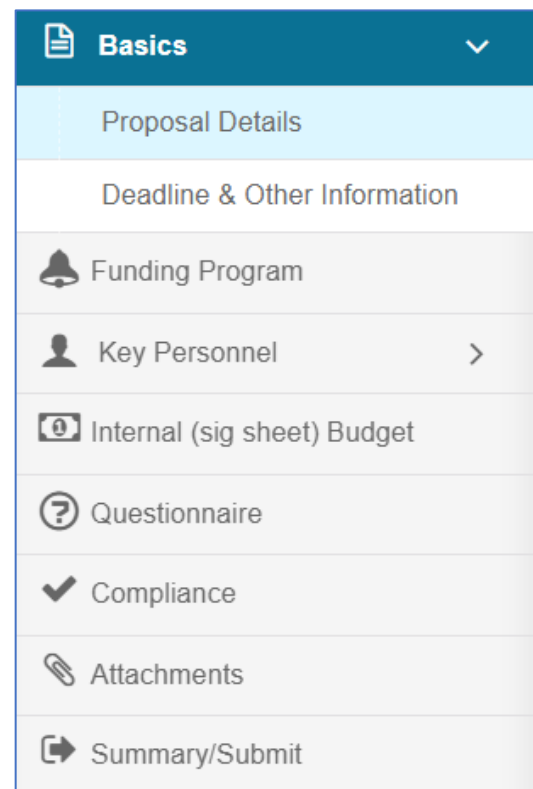 Basics
Proposal Details
Deadline & Other Information
Funding Program
Key Personnel
Internal (sig sheet) Budget
Questionnaire
Compliance
Attachments
Summary/Submit